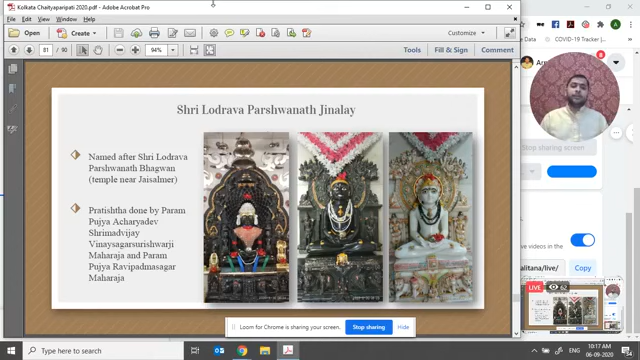 Kolkata Chaityaparipati 2020.pdf - Adobe Acrobat Pro
File Edit View Window Help
Open
Customize
81 / 90
94%
Tools
Fill & Sign
Comment
COVID-19 Tracker |...
Shri Lodrava Parshwanath Jinalay
Named after Shri Lodrava
Parshwanath Bhagwan
(temple near Jaisalmer)
Pratishtha done by Param
Pujya Acharyadev
Shrimadvijay
Vinaysagarsurishwarji
Maharaja and Param
Pujya Ravipadmasagar
Maharaja
Stop sharing screen
videos in the
alitana/live/
Copy
LIVE
62
Loom for Chrome is sharing your screen.
Stop sharing
Hide
Type here to search
ENG
10:17 AM
06-09-2020